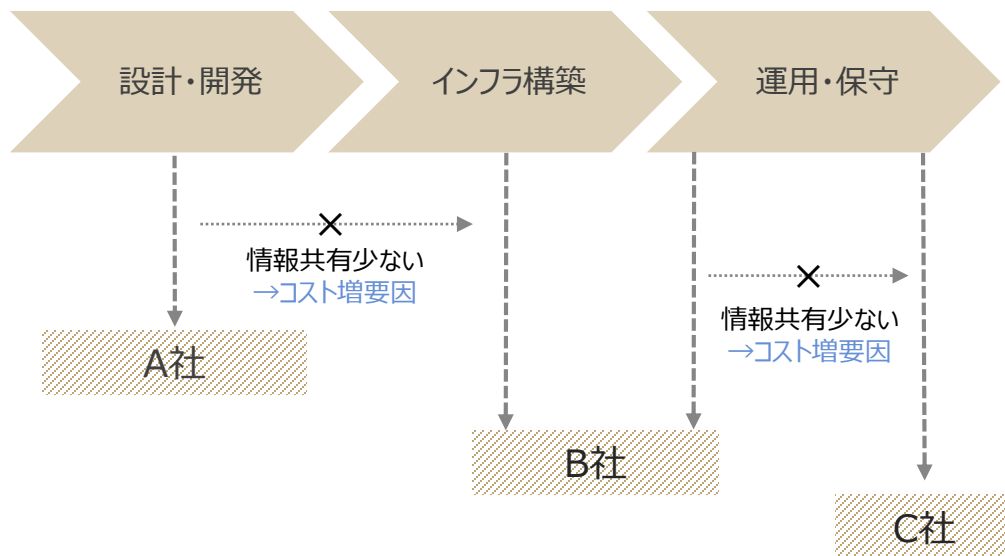 設計・開発
インフラ構築
運用・保守
情報共有少ない
→コスト増要因
情報共有少ない
→コスト増要因
A社
B社
C社